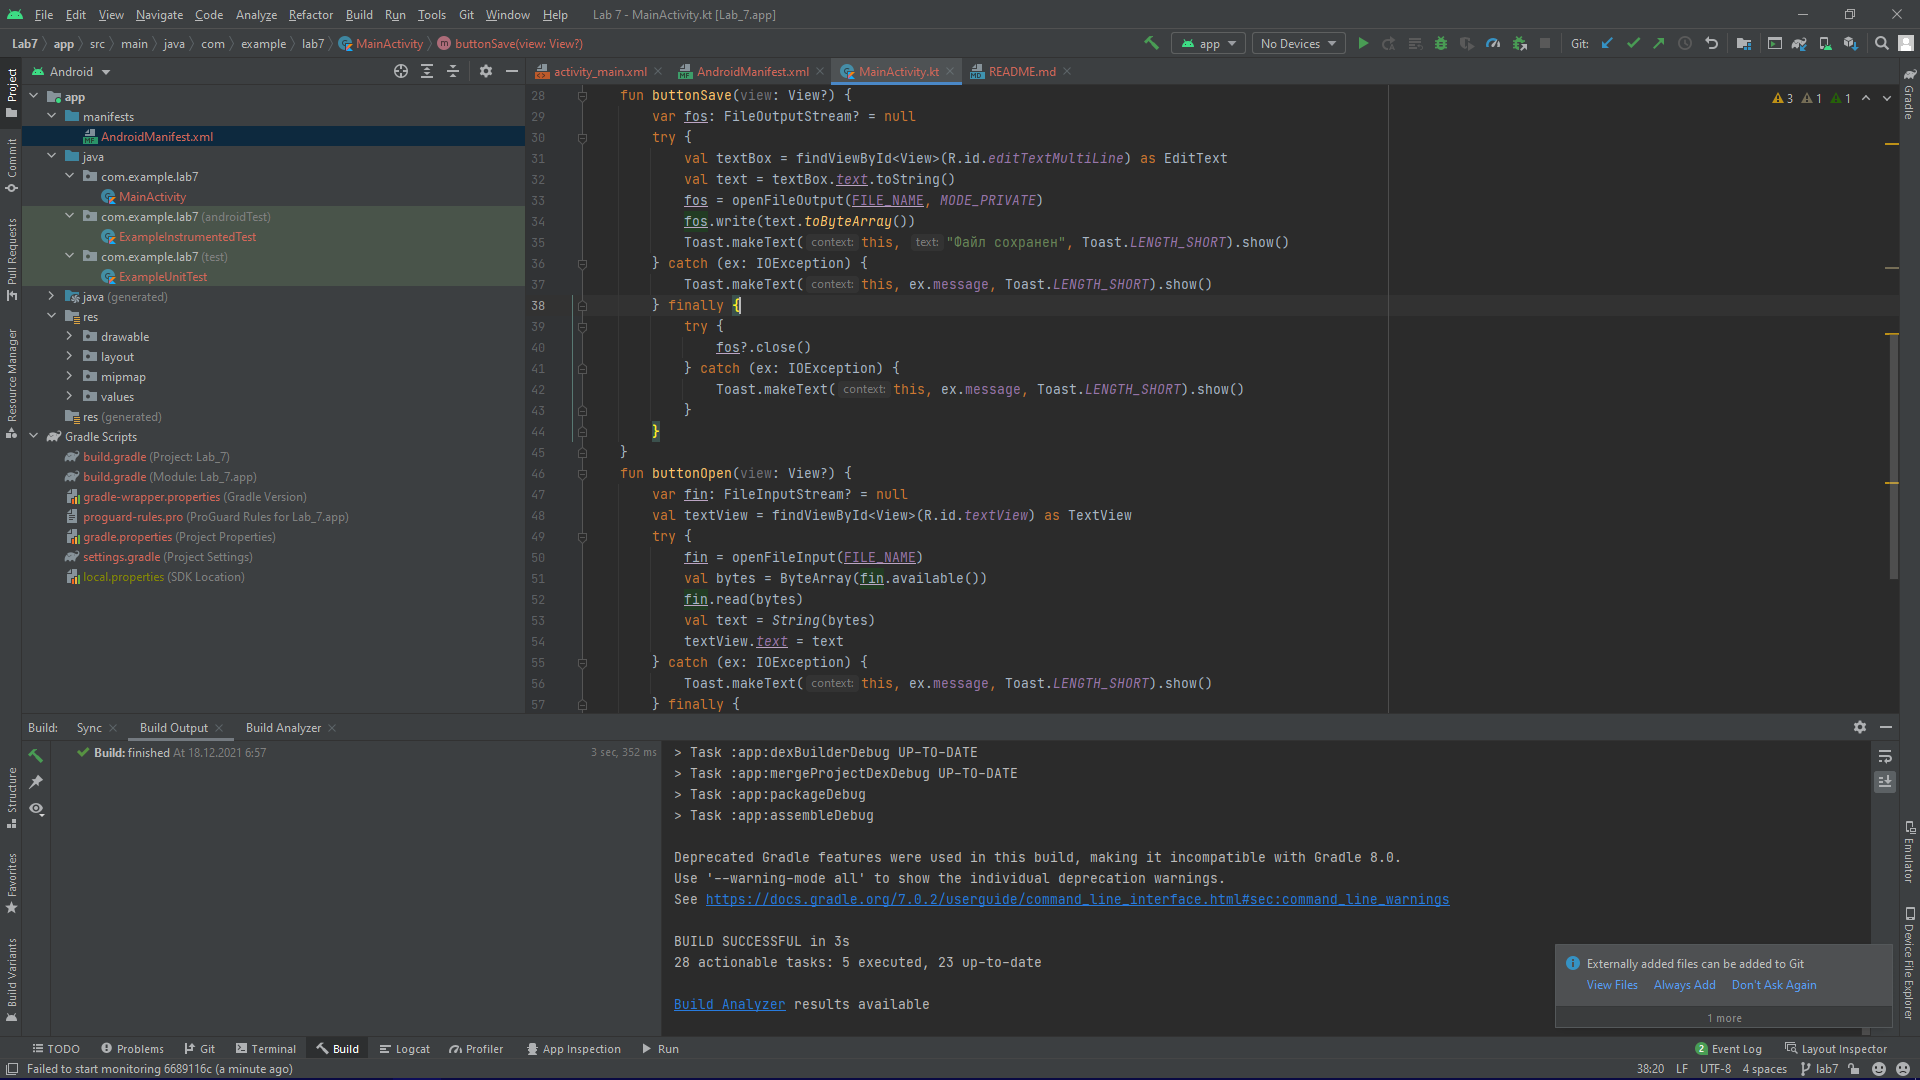 File Edit View Navigate Code Analyze Refactor Build Run Tools Git Window Help Lab 7 - MainActivity.kt [Lab_7.app]
Lab7 app src main java com example lab7 MainActivity buttonSave(view: View?) app No Devices Git:
Project
Commit
Pull Requests
Resource Manager
Structure
Favorites
Build Variants
Android
app
manifests
AndroidManifest.xml
java
com.example.lab7
MainActivity
com.example.lab7 (androidTest)
ExampleInstrumentedTest
com.example.lab7 (test)
ExampleUnitTest
java (generated)
res
drawable
layout
mipmap
values
res (generated)
Gradle Scripts
build.gradle (Project: Lab_7)
build.gradle (Module: Lab_7.app)
gradle-wrapper.properties (Gradle Version)
proguard-rules.pro (ProGuard Rules for Lab_7.app)
gradle.properties (Project Properties)
settings.gradle (Project Settings)
local.properties (SDK Location)
activity_main.xml AndroidManifest.xml MainActivity.kt README.md
3 1 1
28 fun buttonSave(view: View?) {
29 var fos: FileOutputStream? = null
30 try {
31 val textBox = findViewById<View>(R.id.editTextMultiLine) as EditText
32 val text = textBox.text.toString()
33 fos = openFileOutput(FILE_NAME, MODE_PRIVATE)
34 fos.write(text.toByteArray())
35 Toast.makeText( context: this, text: "Файл сохранен", Toast.LENGTH_SHORT).show()
36 } catch (ex: IOException) {
37 Toast.makeText( context: this, ex.message, Toast.LENGTH_SHORT).show()
38 } finally {
39 try {
40 fos?.close()
41 } catch (ex: IOException) {
42 Toast.makeText( context: this, ex.message, Toast.LENGTH_SHORT).show()
43 }
44 }
45 }
46 fun buttonOpen(view: View?) {
47 var fin: FileInputStream? = null
48 val textView = findViewById<View>(R.id.textView) as TextView
49 try {
50 fin = openFileInput(FILE_NAME)
51 val bytes = ByteArray(fin.available())
52 fin.read(bytes)
53 val text = String(bytes)
54 textView.text = text
55 } catch (ex: IOException) {
56 Toast.makeText( context: this, ex.message, Toast.LENGTH_SHORT).show()
57 } finally {
Gradle
Emulator
Device File Explorer
Build: Sync Build Output Build Analyzer
Build: finished At 18.12.2021 6:57 3 sec, 352 ms
> Task :app:dexBuilderDebug UP-TO-DATE
> Task :app:mergeProjectDexDebug UP-TO-DATE
> Task :app:packageDebug
> Task :app:assembleDebug
Deprecated Gradle features were used in this build, making it incompatible with Gradle 8.0.
Use '--warning-mode all' to show the individual deprecation warnings.
See https://docs.gradle.org/7.0.2/userguide/command_line_interface.html#sec:command_line_warnings
BUILD SUCCESSFUL in 3s
28 actionable tasks: 5 executed, 23 up-to-date
Build Analyzer results available
Externally added files can be added to Git
View Files Always Add Don't Ask Again
1 more
TODO Problems Git Terminal Build Logcat Profiler App Inspection Run 2 Event Log Layout Inspector
Failed to start monitoring 6689116c (a minute ago) 38:20 LF UTF-8 4 spaces lab7